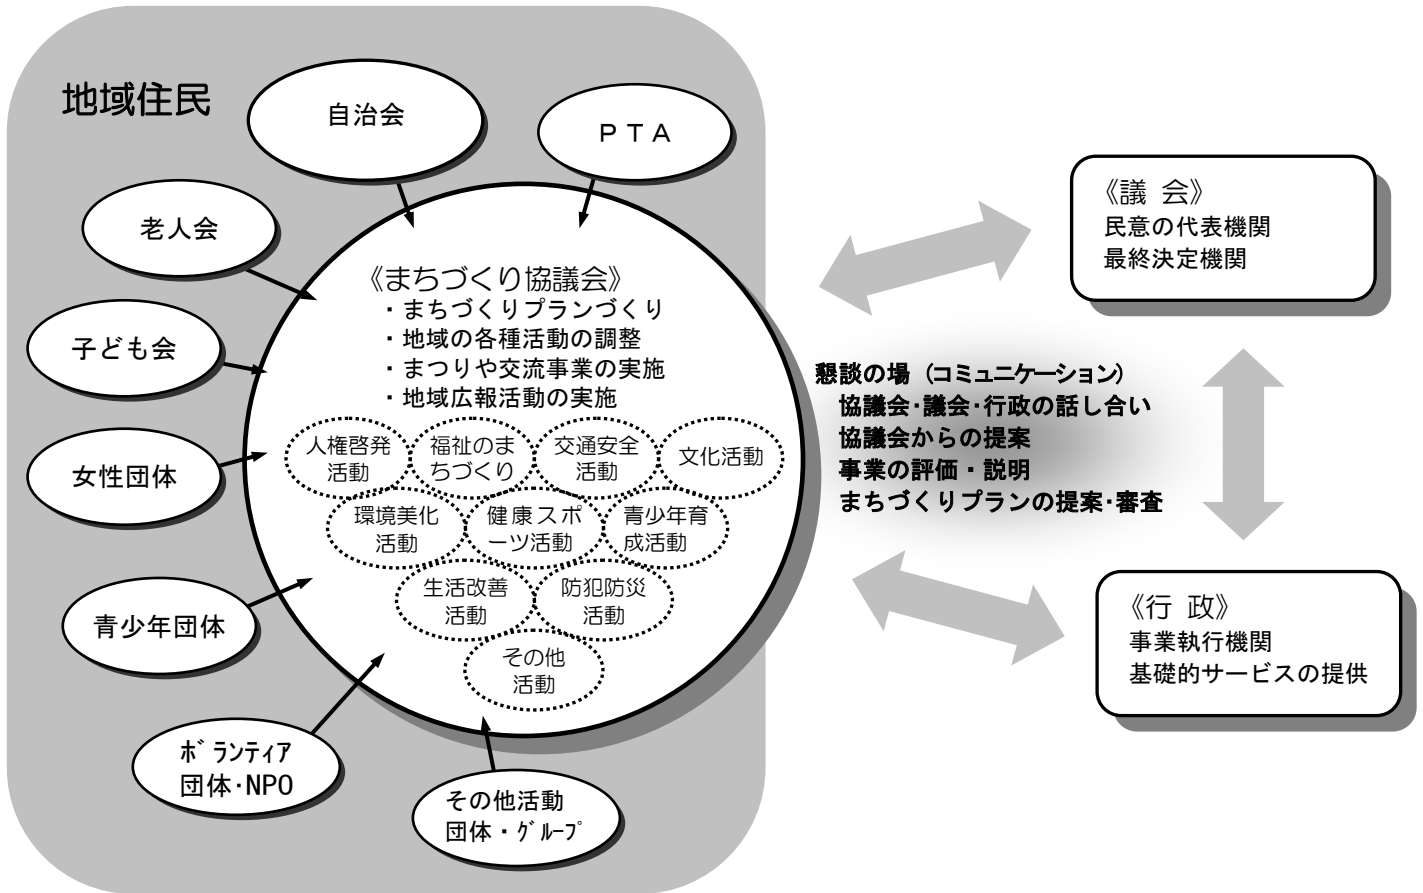 地域住民
自治会
ＰＴＡ
老人会
子ども会
女性団体
青少年団体
ﾎﾞﾗﾝﾃｨｱ
団体･NPO
その他活動
団体・ｸﾞﾙｰﾌﾟ
《まちづくり協議会》
・まちづくりプランづくり
・地域の各種活動の調整
・まつりや交流事業の実施
・地域広報活動の実施
人権啓発
活動
福祉のま
ちづくり
交通安全
活動
文化活動
環境美化
活動
健康スポ
ーツ活動
青少年育
成活動
生活改善
活動
防犯防災
活動
その他
活動
懇談の場（コミュニケーション）
協議会･議会･行政の話し合い
協議会からの提案
事業の評価・説明
まちづくりプランの提案･審査
《議 会》
民意の代表機関
最終決定機関
《行 政》
事業執行機関
基礎的サービスの提供